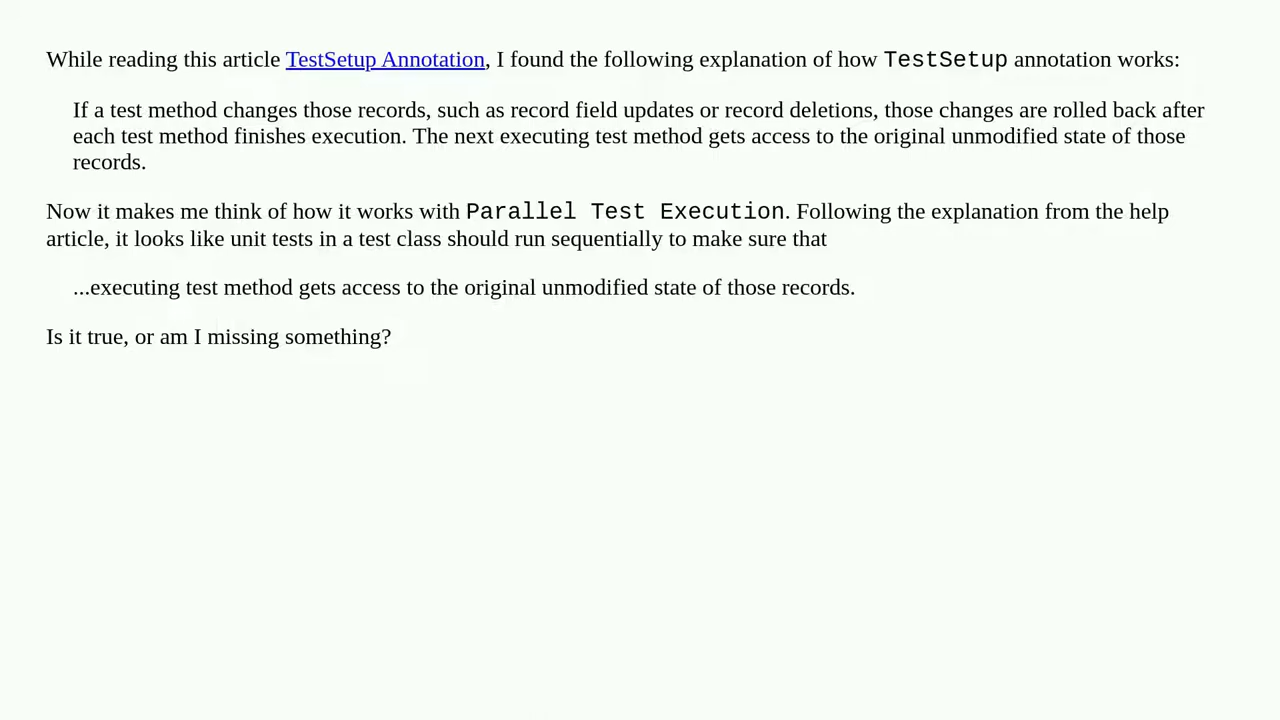 While reading this article TestSetup Annotation, I found the following explanation of how TestSetup annotation works:
If a test method changes those records, such as record field updates or record deletions, those changes are rolled back after
each test method finishes execution. The next executing test method gets access to the original unmodified state of those
records.
Now it makes me think of how it works with Parallel Test Execution. Following the explanation from the help
article, it looks like unit tests in a test class should run sequentially to make sure that
...executing test method gets access to the original unmodified state of those records.
Is it true, or am I missing something?